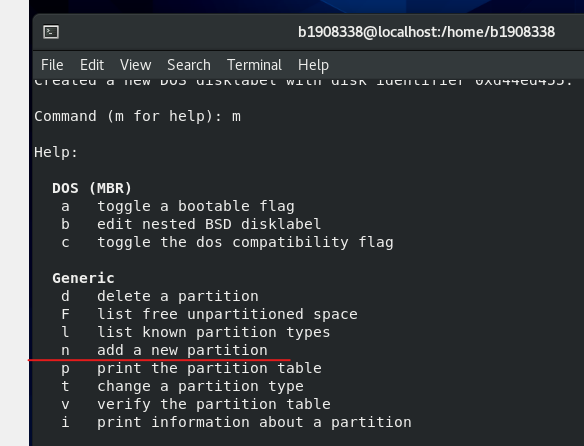 b1908338@localhost:/home/b1908338
File Edit View Search Terminal Help
Created a new DOS disklabel with disk identifier 0xd44ed455.
Command (m for help): m
Help:
DOS (MBR)
a toggle a bootable flag
b edit nested BSD disklabel
c toggle the dos compatibility flag
Generic
d delete a partition
F list free unpartitioned space
l list known partition types
n add a new partition
p print the partition table
t change a partition type
v verify the partition table
i print information about a partition